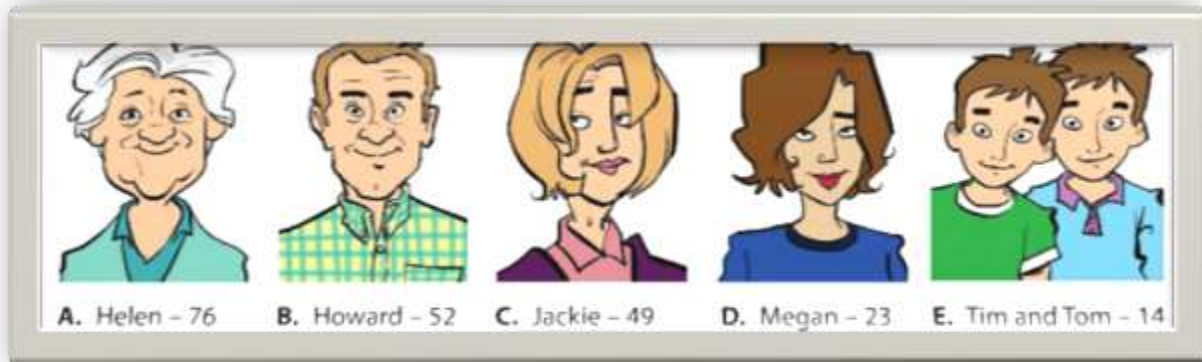 A. Helen – 76 B. Howard – 52 C. Jackie – 49 D. Megan – 23 E. Tim and Tom – 14